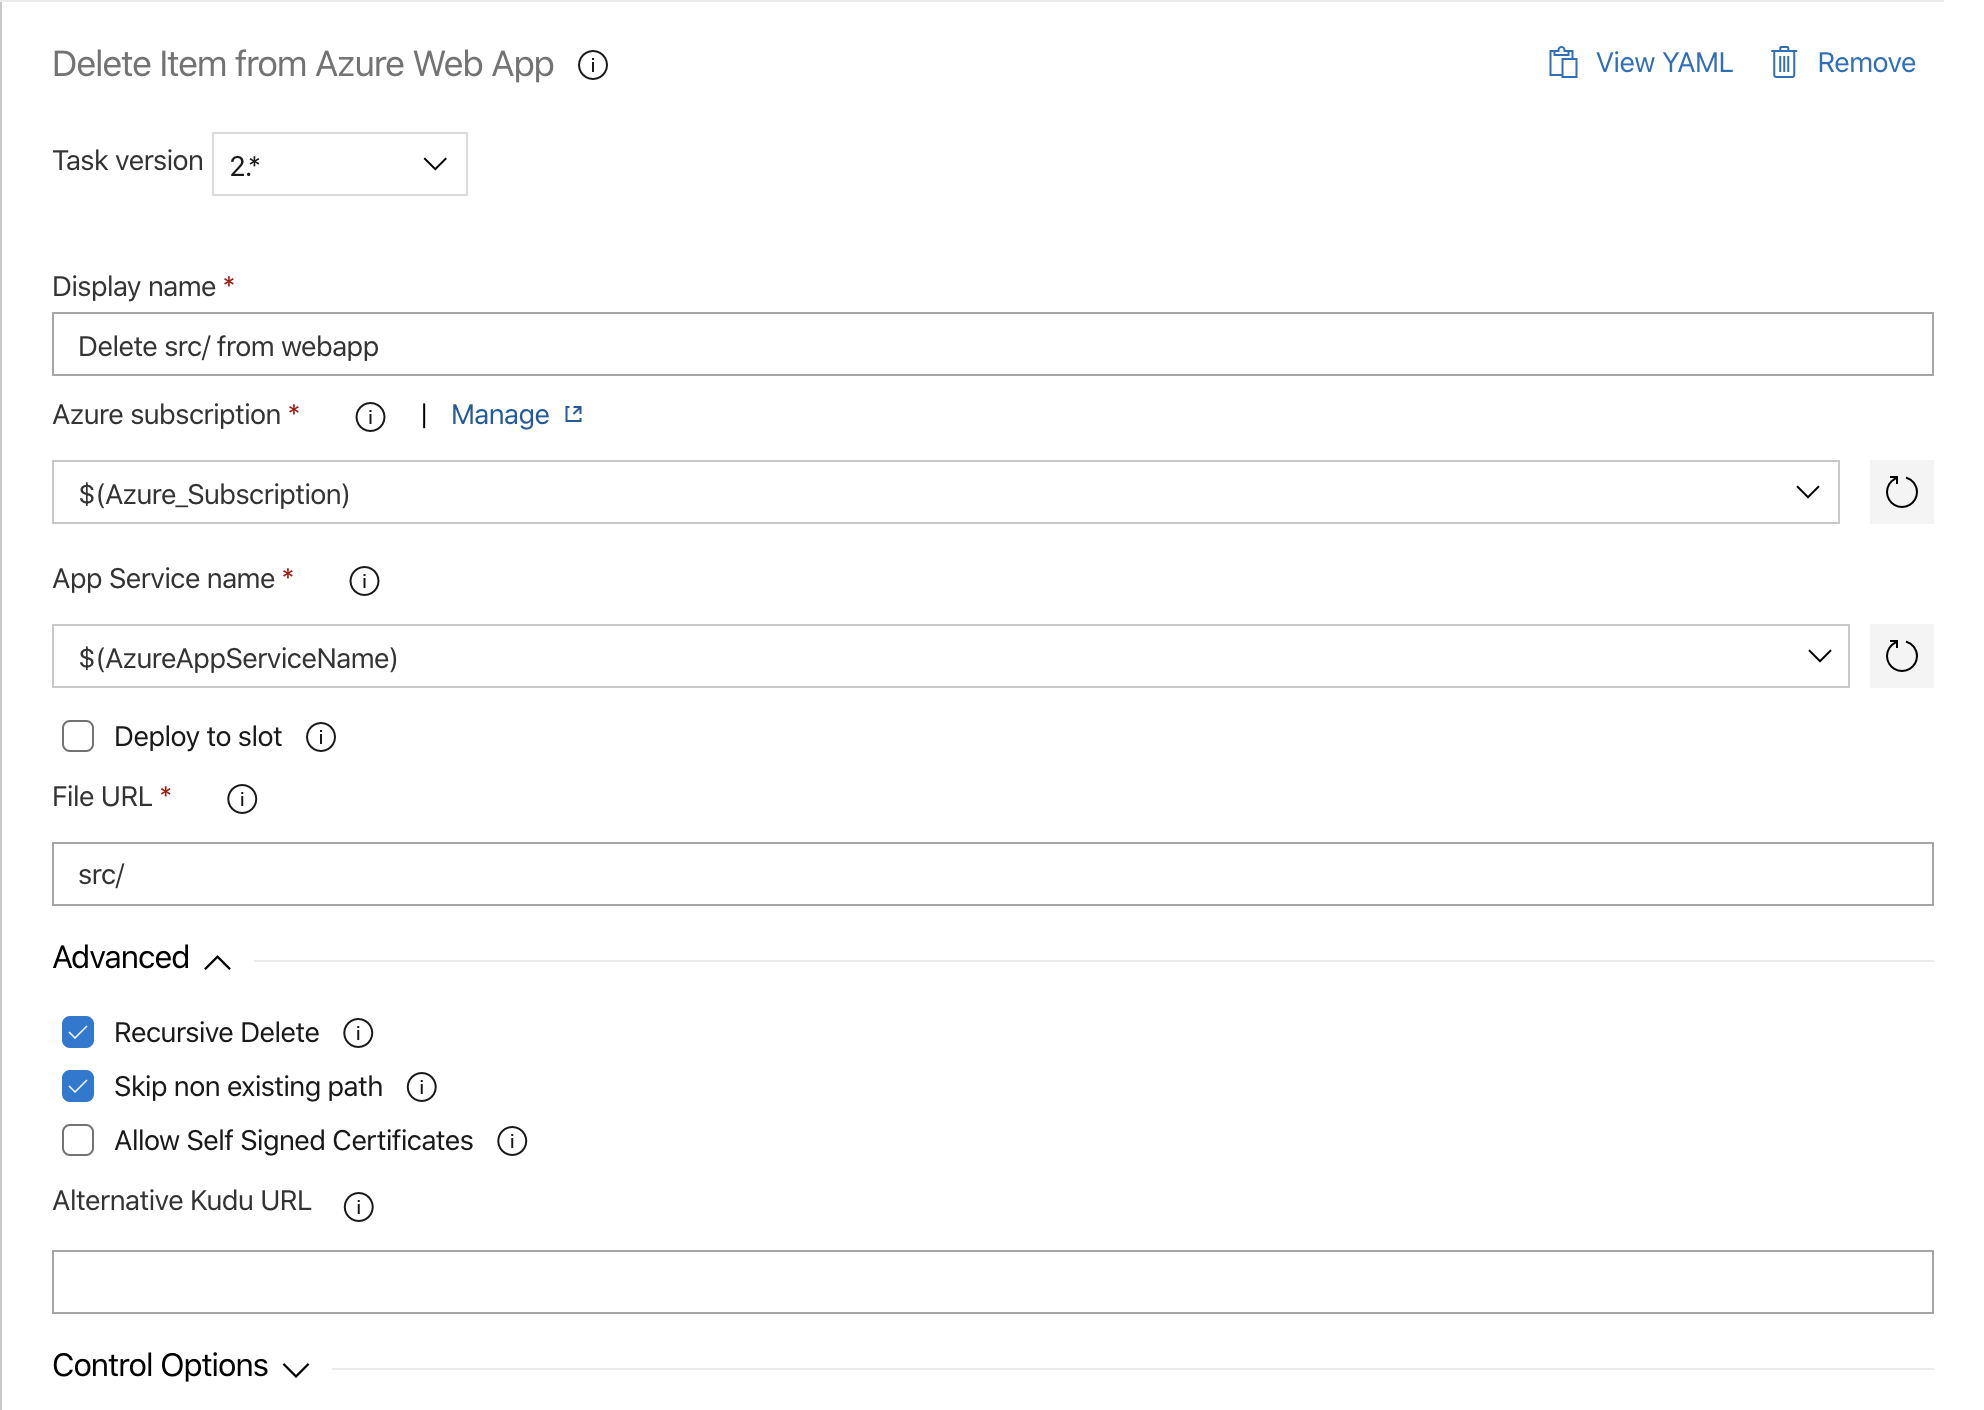 Delete Item from Azure Web App
View YAML
Remove
Task version
2.*
Display name *
Delete src/ from webapp
Azure subscription *
| Manage
$(Azure_Subscription)
App Service name *
$(AzureAppServiceName)
Deploy to slot
File URL *
src/
Advanced
Recursive Delete
Skip non existing path
Allow Self Signed Certificates
Alternative Kudu URL
Control Options